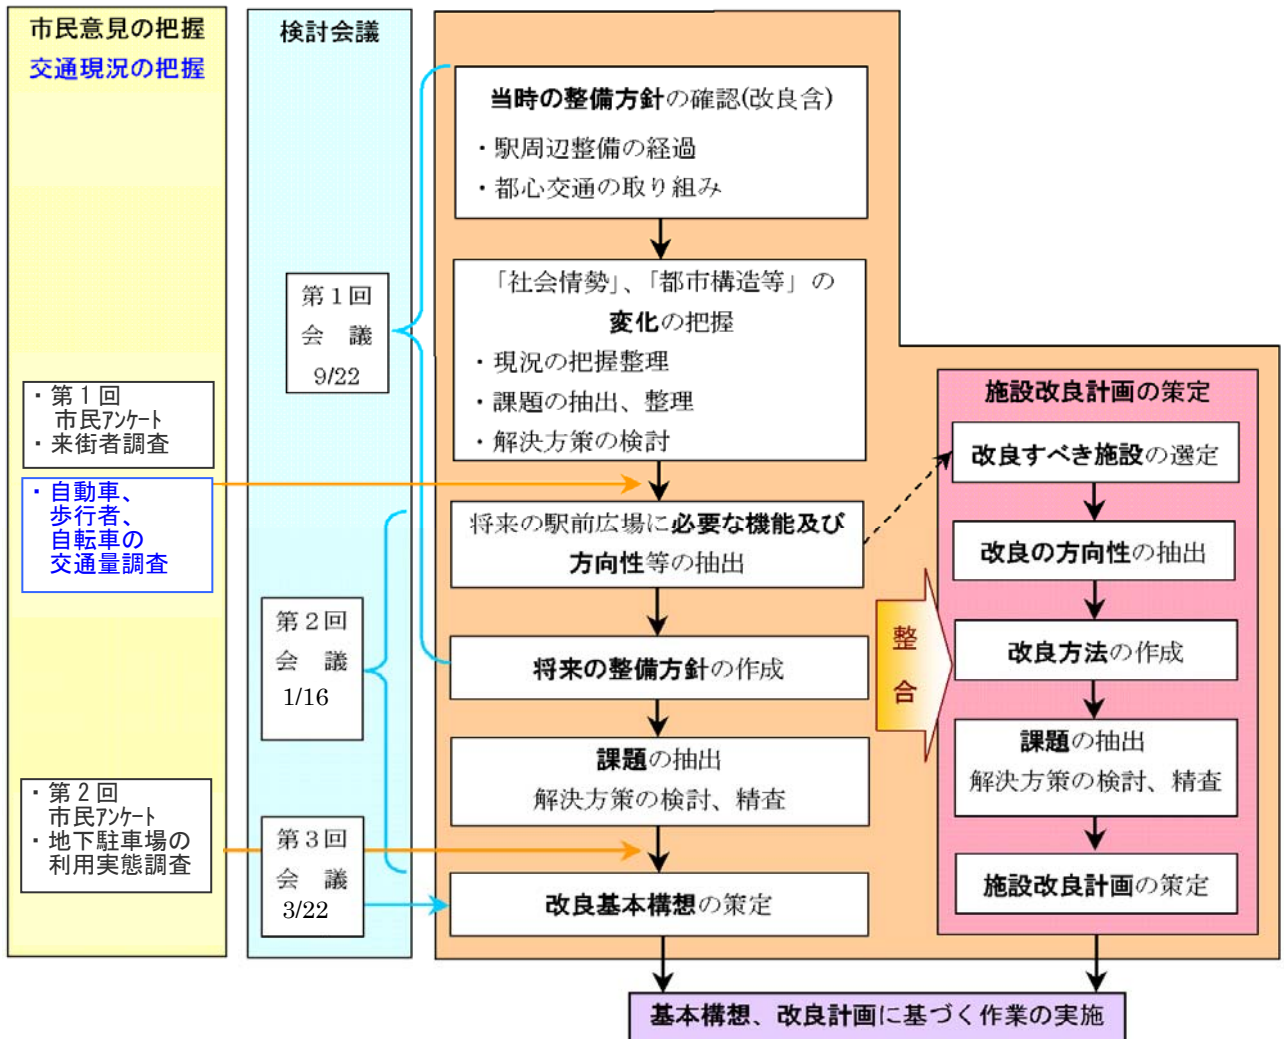 市民意見の把握
交通現況の把握
・第１回
市民ｱﾝｹｰﾄ
・来街者調査
・自動車、
歩行者、
自転車の
交通量調査
・第２回
市民ｱﾝｹｰﾄ
・地下駐車場の
利用実態調査
検討会議
第１回
会　議
9/22
第２回
会　議
1/16
第３回
会　議
3/22
当時の整備方針の確認(改良含)
・駅周辺整備の経過
・都心交通の取り組み
「社会情勢」、「都市構造等」の
変化の把握
・現況の把握整理
・課題の抽出、整理
・解決方策の検討
将来の駅前広場に必要な機能及び
方向性等の抽出
将来の整備方針の作成
課題の抽出
解決方策の検討、精査
改良基本構想の策定
整
合
施設改良計画の策定
改良すべき施設の選定
改良の方向性の抽出
改良方法の作成
課題の抽出
解決方策の検討、精査
施設改良計画の策定
基本構想、改良計画に基づく作業の実施